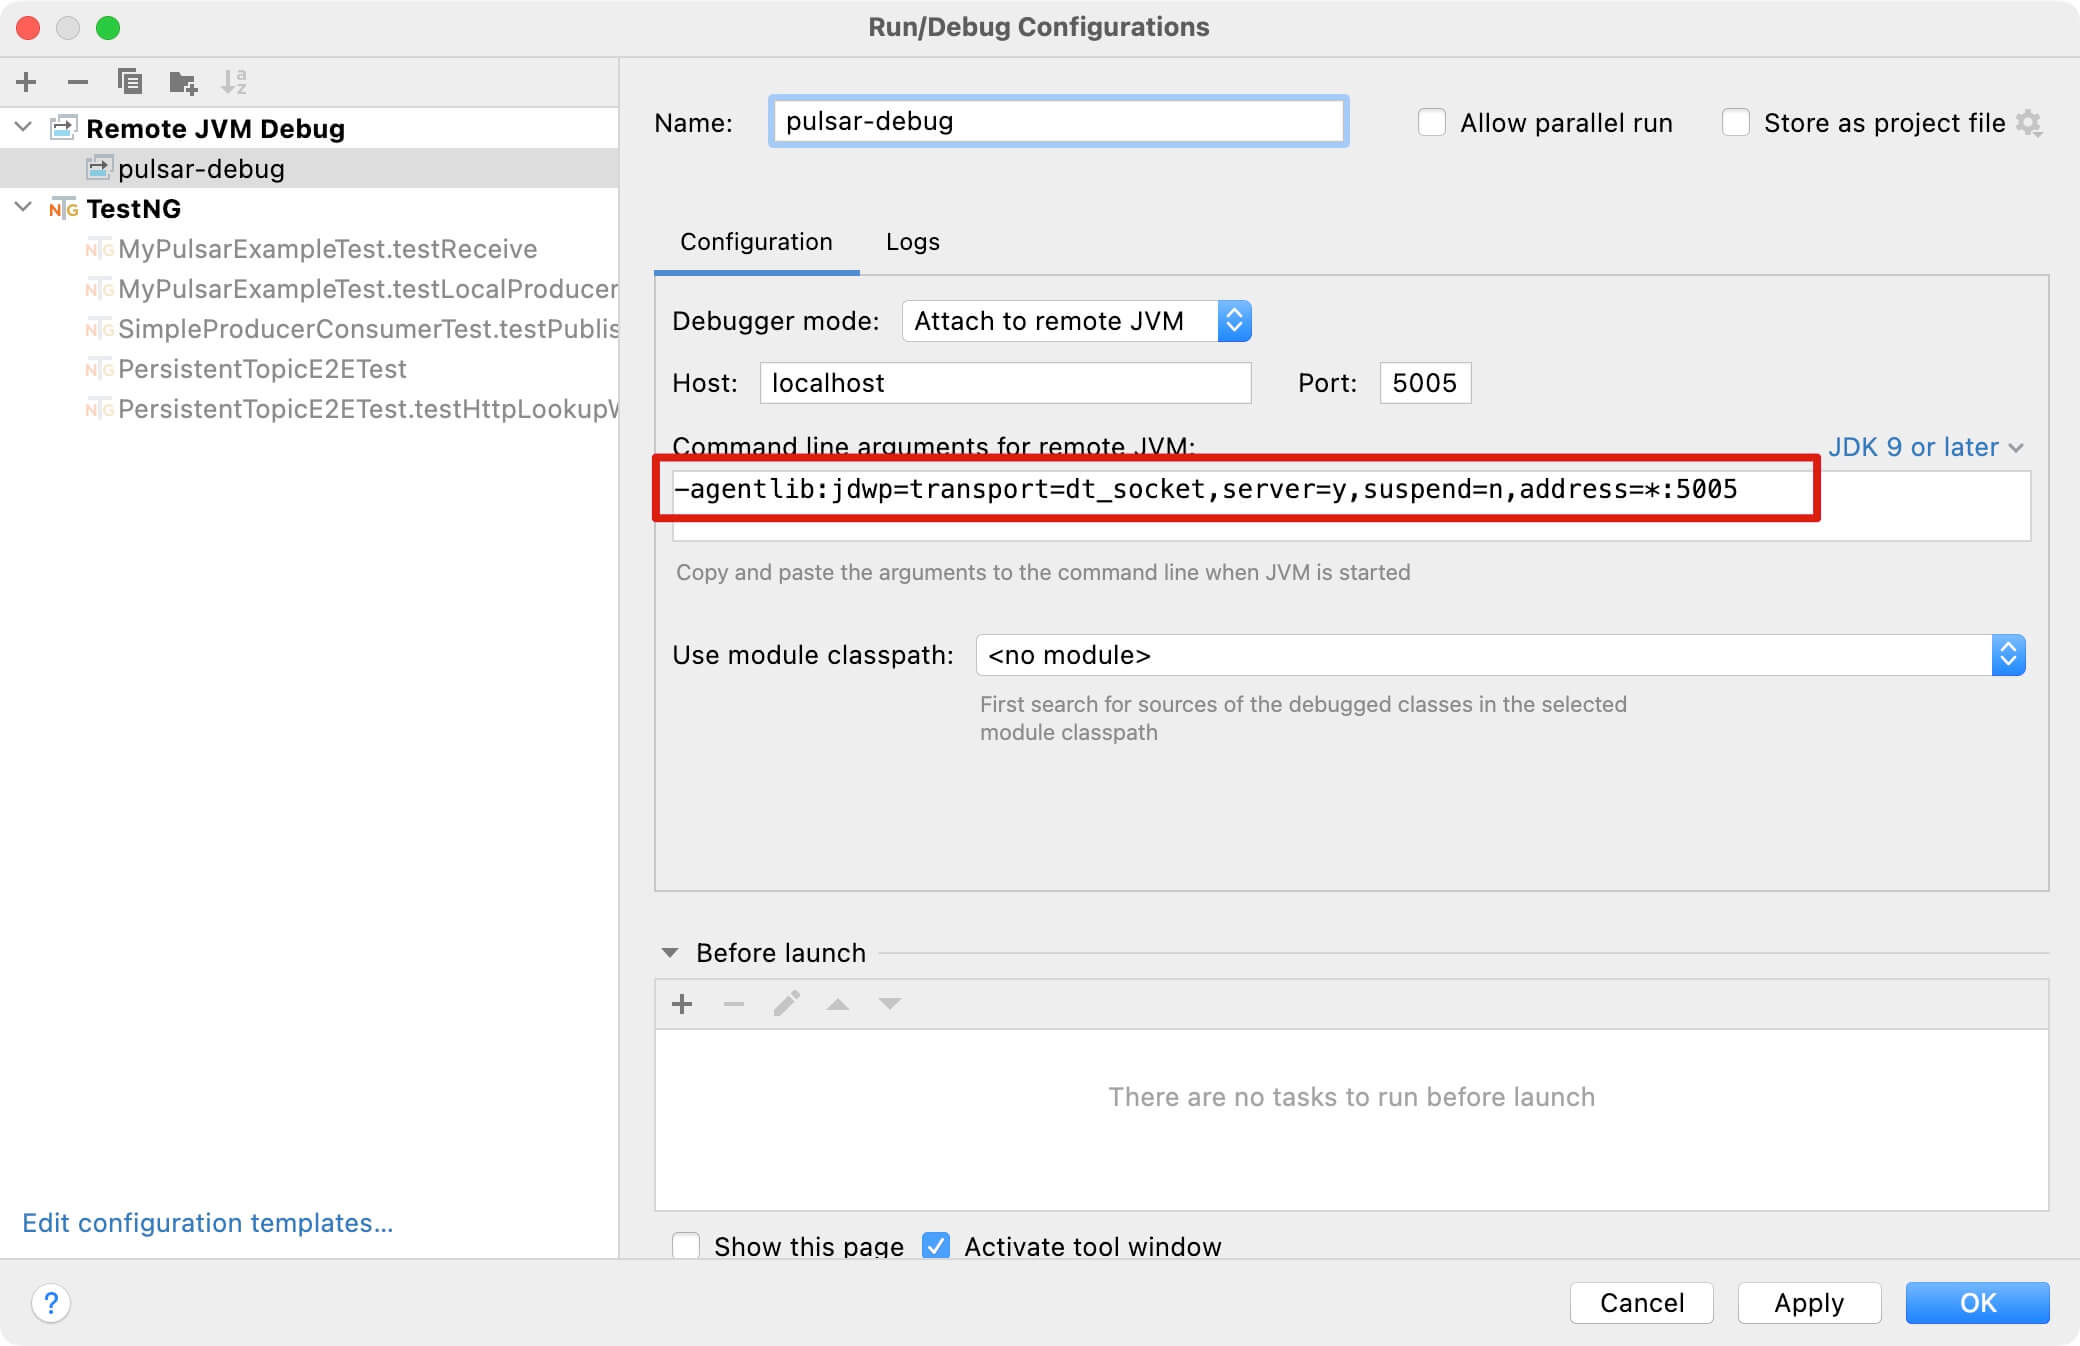 Run/Debug Configurations
Remote JVM Debug
pulsar-debug
TestNG
MyPulsarExampleTest.testReceive
MyPulsarExampleTest.testLocalProducer
SimpleProducerConsumerTest.testPublis
PersistentTopicE2ETest
PersistentTopicE2ETest.testHttpLookupW
Edit configuration templates...
Name: pulsar-debug
Allow parallel run
Store as project file
Configuration Logs
Debugger mode: Attach to remote JVM
Host: localhost Port: 5005
Command line arguments for remote JVM: JDK 9 or later
-agentlib:jdwp=transport=dt_socket,server=y,suspend=n,address=*:5005
Copy and paste the arguments to the command line when JVM is started
Use module classpath: <no module>
First search for sources of the debugged classes in the selected
module classpath
Before launch
There are no tasks to run before launch
Show this page Activate tool window
? Cancel Apply OK